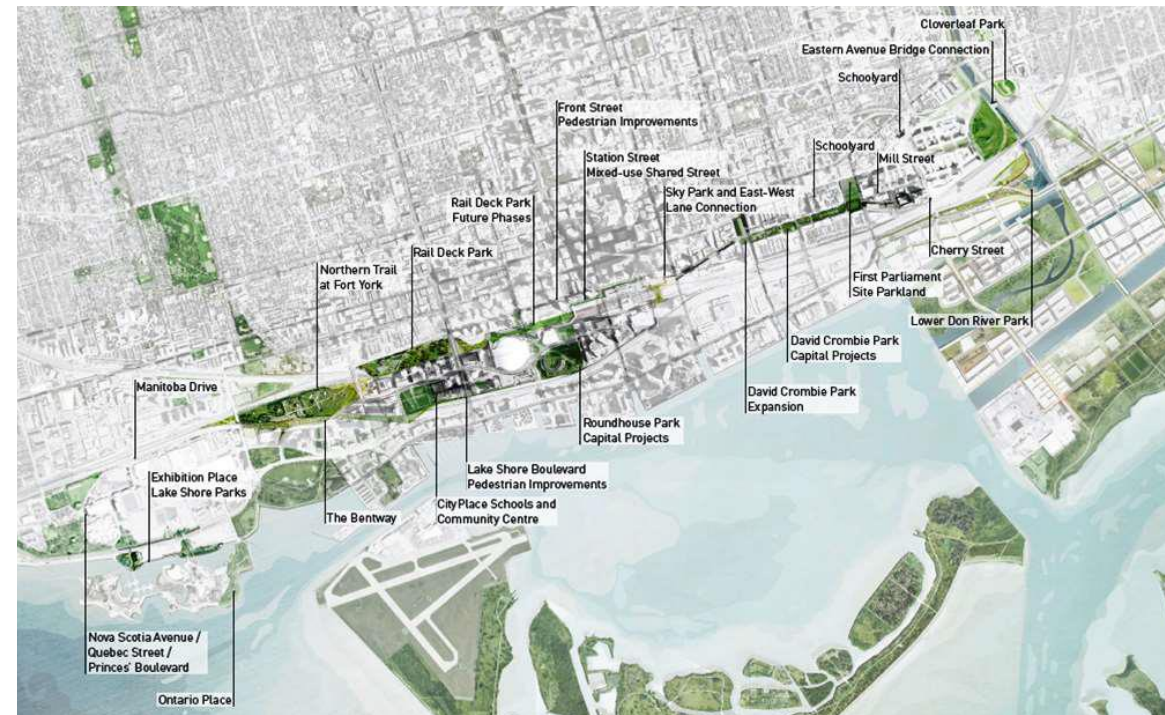 Cloverleaf Park
Eastern Avenue Bridge Connection
Schoolyard
Front Street
Pedestrian Improvements
Schoolyard
Station Street
Mixed-use Shared Street
Mill Street
Sky Park and East-West
Lane Connection
Rail Deck Park
Future Phases
Rail Deck Park
Cherry Street
Northern Trail
at Fort York
First Parliament
Site Parkland
Lower Don River Park
David Crombie Park
Capital Projects
Manitoba Drive
David Crombie Park
Expansion
Roundhouse Park
Capital Projects
Exhibition Place
Lake Shore Parks
Lake Shore Boulevard
Pedestrian Improvements
The Bentway
CityPlace Schools and
Community Centre
Nova Scotia Avenue /
Quebec Street /
Princes' Boulevard
Ontario Place